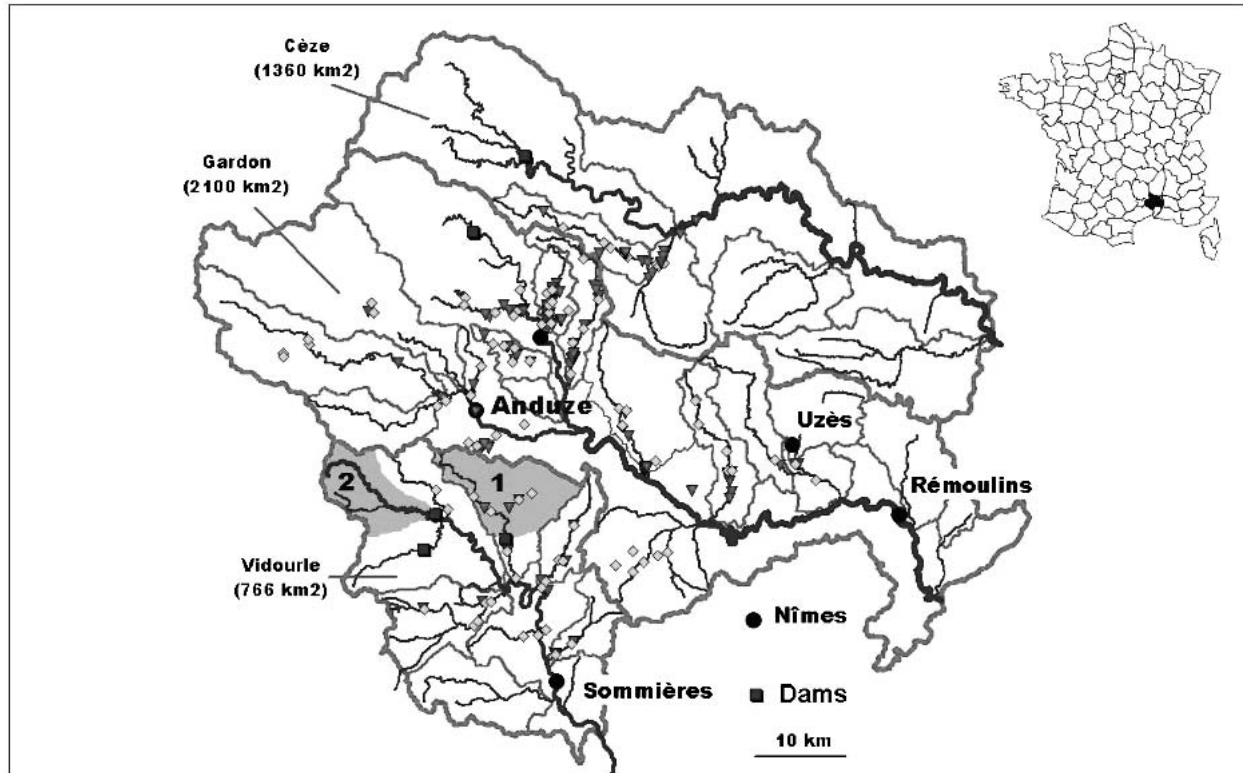 Cèze
(1360 km2)
Gardon
(2100 km2)
Anduze
Uzès
2
1
Rémoulins
Vidourle
(766 km2)
Nîmes
Sommières
Dams
10 km